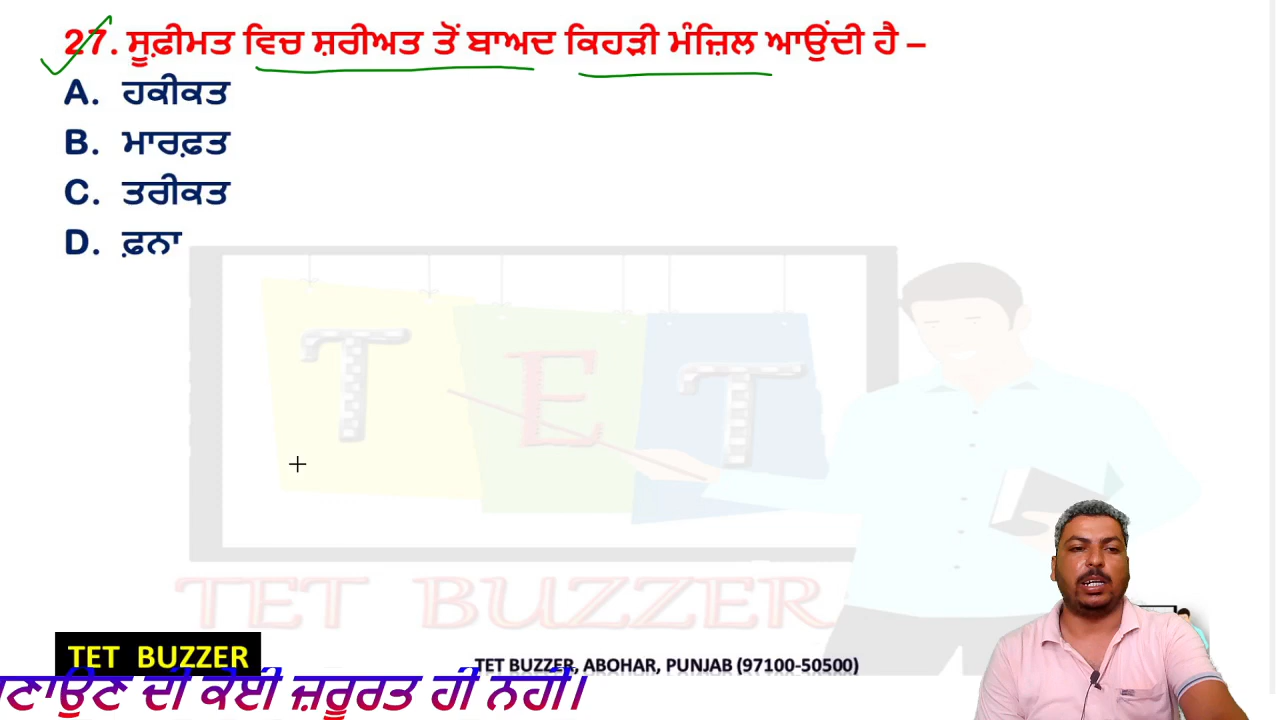 27. ਸੂਫ਼ੀਮਤ ਵਿਚ ਸ਼ਰੀਅਤ ਤੋਂ ਬਾਅਦ ਕਿਹੜੀ ਮੰਜ਼ਿਲ ਆਉਂਦੀ ਹੈ –
A. ਹਕੀਕਤ
B. ਮਾਰਫ਼ਤ
C. ਤਰੀਕਤ
D. ਫ਼ਨਾ
T E T
TET BUZZER
TET BUZZER
TET BUZZER, ABOHAR, PUNJAB (97100-50500)
ਦੀ ਕੋਈ ਜ਼ਰੂਰਤ ਹੀ ਨਹੀਂ।